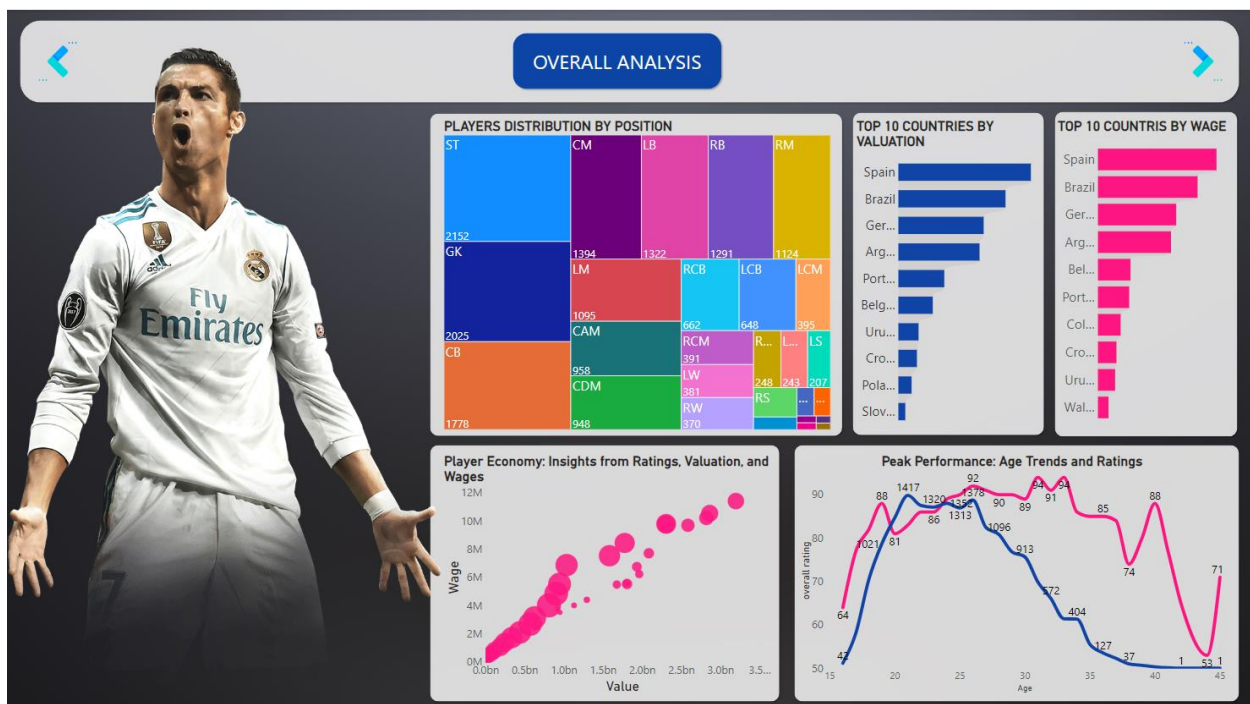 OVERALL ANALYSIS
Fly
Emirates
adidas
7
PLAYERS DISTRIBUTION BY POSITION
ST
2152
GK
2025
CB
1778
CM
1394
LB
1322
RB
1291
RM
1124
LM
1095
CAM
958
CDM
948
RCB
662
LCB
648
LCM
395
RCM
391
LW
381
RW
370
R...
248
L...
243
LS
207
RS
...
TOP 10 COUNTRIES BY
VALUATION
Spain
Brazil
Ger...
Arg...
Port...
Belg...
Uru...
Cro...
Pola...
Slov...
TOP 10 COUNTRIS BY WAGE
Spain
Brazil
Ger...
Arg...
Bel...
Port...
Col...
Cro...
Uru...
Wal...
Player Economy: Insights from Ratings, Valuation, and
Wages
Wage
12M
10M
8M
6M
4M
2M
0M
0.0bn 0.5bn 1.0bn 1.5bn 2.0bn 2.5bn 3.0bn 3.5...
Value
Peak Performance: Age Trends and Ratings
overall rating
90
80
70
60
50
64
42
1021
88
81
1417
86
1320
1352
1313
92
1378
90
1096
89
913
94
572
91
94
404
85
127
74
37
88
1
53
71
1
15 20 25 30 35 40 45
Age